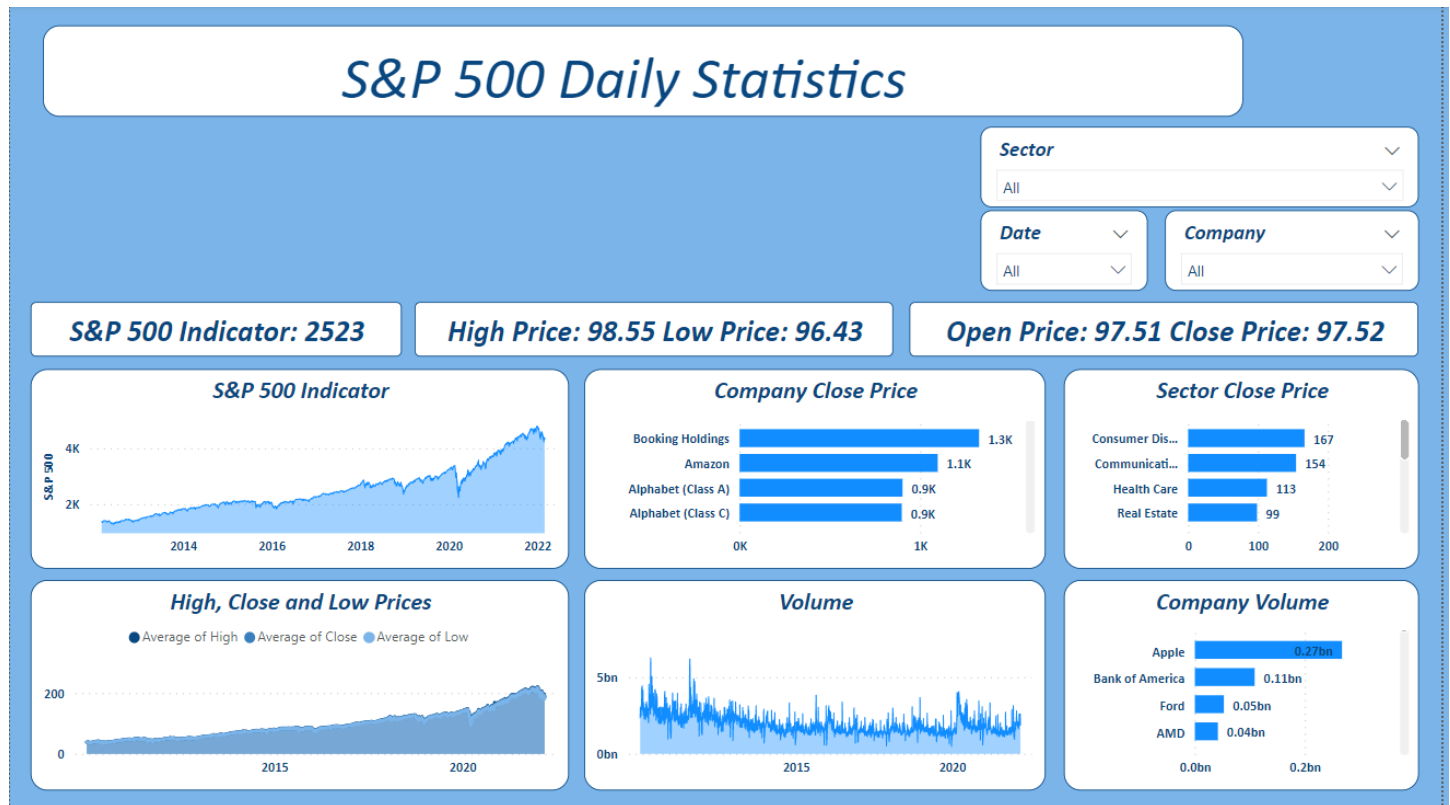 S&P 500 Daily Statistics
Sector
All
Date
All
Company
All
S&P 500 Indicator: 2523
High Price: 98.55 Low Price: 96.43
Open Price: 97.51 Close Price: 97.52
S&P 500 Indicator
S&P 500
4K
2K
2014 2016 2018 2020 2022
Company Close Price
Booking Holdings 1.3K
Amazon 1.1K
Alphabet (Class A) 0.9K
Alphabet (Class C) 0.9K
0K 1K
Sector Close Price
Consumer Dis... 167
Communicati... 154
Health Care 113
Real Estate 99
0 100 200
High, Close and Low Prices
Average of High Average of Close Average of Low
200
0
2015 2020
Volume
5bn
0bn
2015 2020
Company Volume
Apple 0.27bn
Bank of America 0.11bn
Ford 0.05bn
AMD 0.04bn
0.0bn 0.2bn